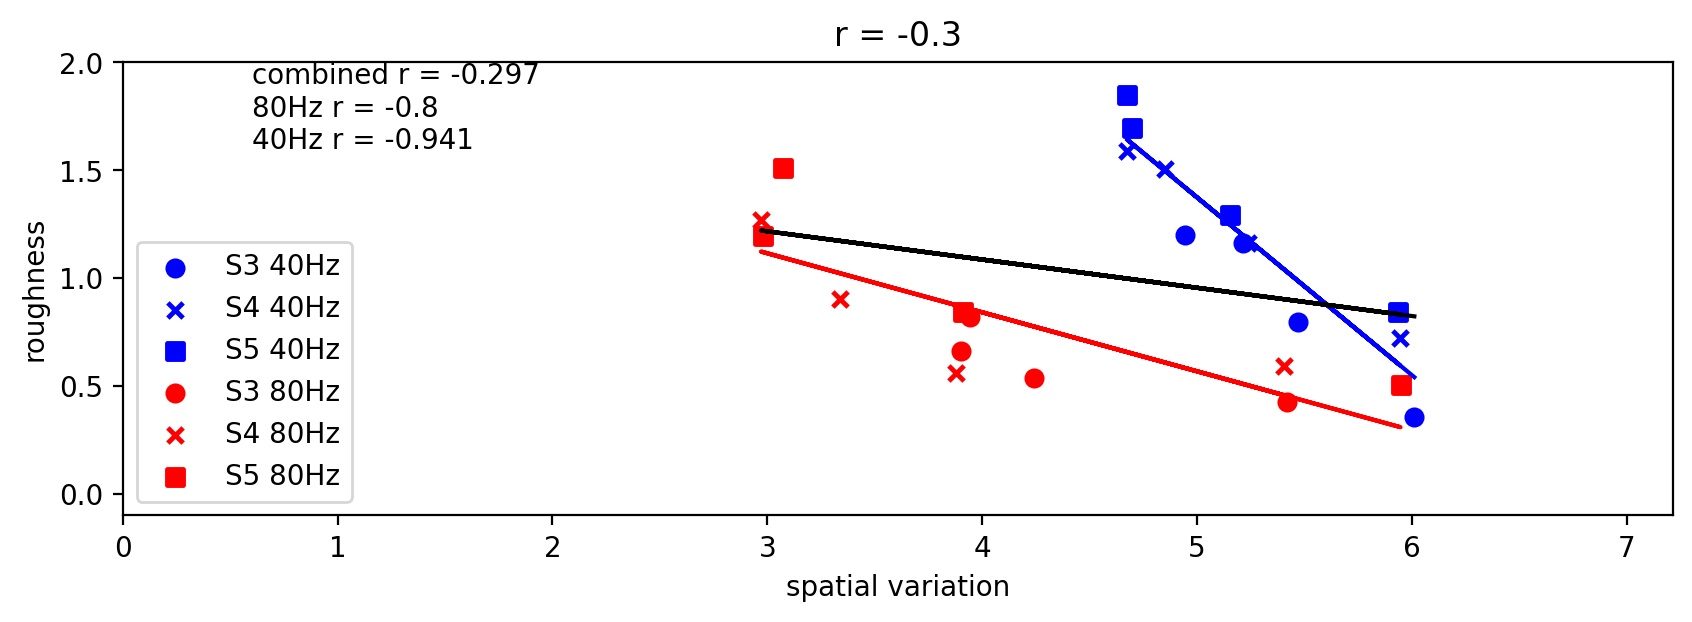 r = -0.3
combined r = -0.297
80Hz r = -0.8
40Hz r = -0.941
2.0
1.5
1.0
0.5
0.0
roughness
S3 40Hz
S4 40Hz
S5 40Hz
S3 80Hz
S4 80Hz
S5 80Hz
0 1 2 3 4 5 6 7
spatial variation